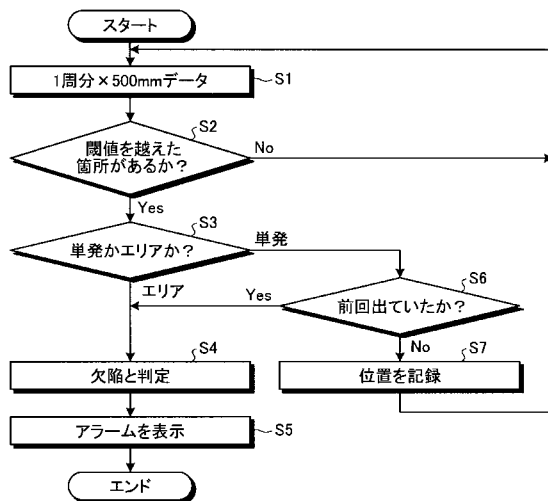 スタート
1周分×500mmデータ
S1
S2
閾値を越えた
箇所があるか?
No
Yes
S3
単発かエリアか?
単発
エリア
S6
前回出ていたか?
Yes
No
S4
欠陥と判定
S7
位置を記録
アラームを表示
S5
エンド